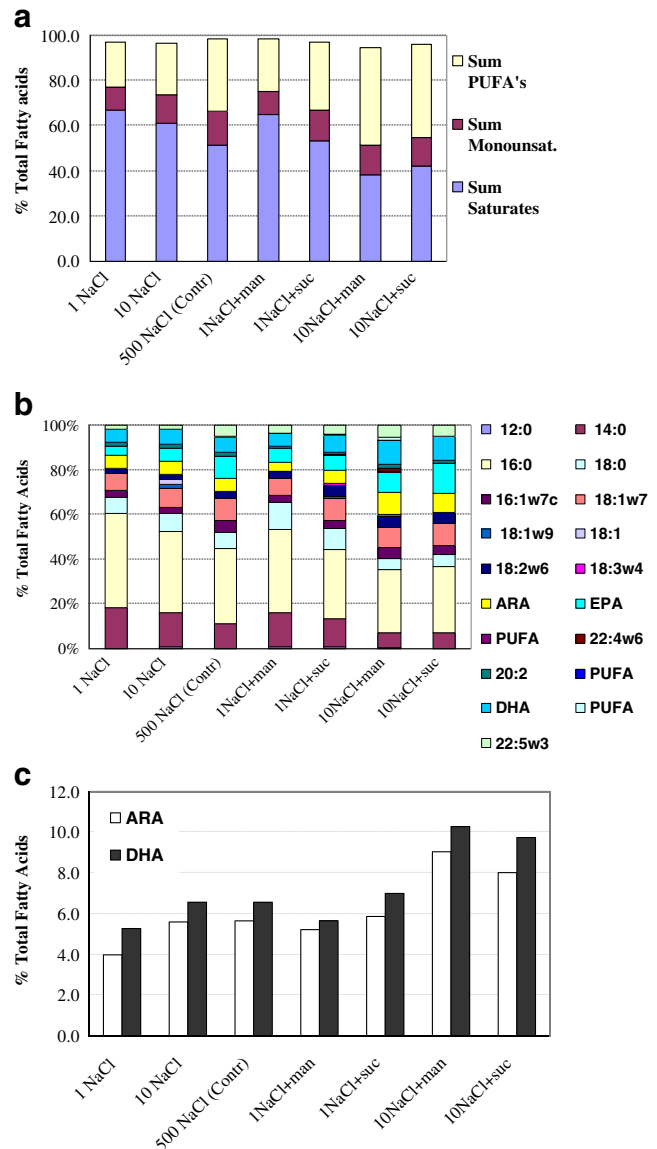 a
100.0
80.0
60.0
40.0
20.0
0.0
% Total Fatty acids
1 NaCl
10 NaCl
500 NaCl (Contr)
1NaCl+man
1NaCl+suc
10NaCl+man
10NaCl+suc
Sum
PUFA's
Sum
Monounsat.
Sum
Saturates
b
100%
80%
60%
40%
20%
0%
% Total Fatty Acids
1 NaCl
10 NaCl
500 NaCl (Contr)
1NaCl+man
1NaCl+suc
10NaCl+man
10NaCl+suc
12:0 14:0
16:0 18:0
16:1w7c 18:1w7
18:1w9 18:1
18:2w6 18:3w4
ARA EPA
PUFA 22:4w6
20:2 PUFA
DHA PUFA
22:5w3
c
12.0
10.0
8.0
6.0
4.0
2.0
0.0
% Total Fatty Acids
ARA
DHA
1 NaCl
10 NaCl
500 NaCl (Contr)
1NaCl+man
1NaCl+suc
10NaCl+man
10NaCl+suc